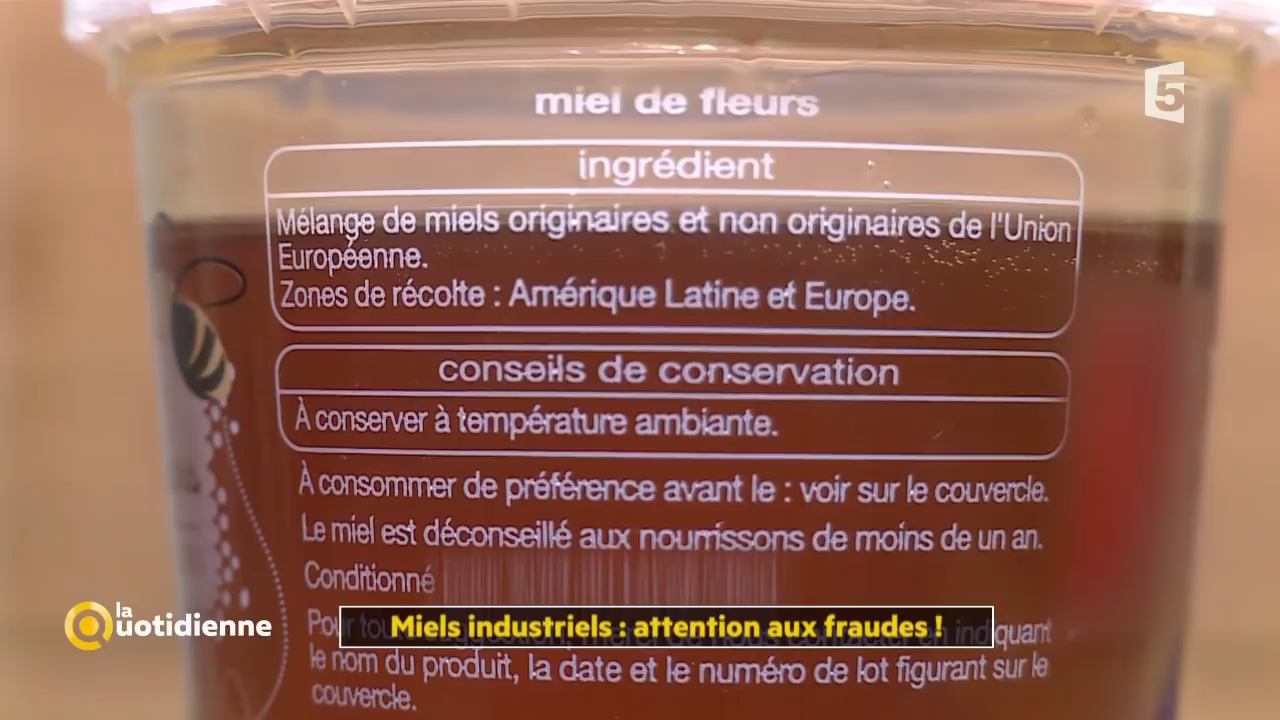 5
miel de fleurs
ingrédient
Mélange de miels originaires et non originaires de l'Union
Européenne.
Zones de récolte : Amérique Latine et Europe.
conseils de conservation
À conserver à température ambiante.
À consommer de préférence avant le : voir sur le couvercle.
Le miel est déconseillé aux nourrissons de moins de un an.
Conditionné
la Quotidienne
Miels industriels : attention aux fraudes !
Pour
indiquant
le nom du produit, la date et le numéro de lot figurant sur le
couvercle.